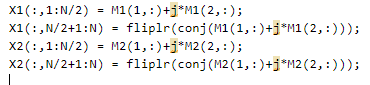 X1(:,1:N/2) = M1(1,:)+j*M1(2,:);
X1(:,N/2+1:N) = fliplr(conj(M1(1,:)+j*M1(2,:)));
X2(:,1:N/2) = M2(1,:)+j*M2(2,:);
X2(:,N/2+1:N) = fliplr(conj(M2(1,:)+j*M2(2,:)));